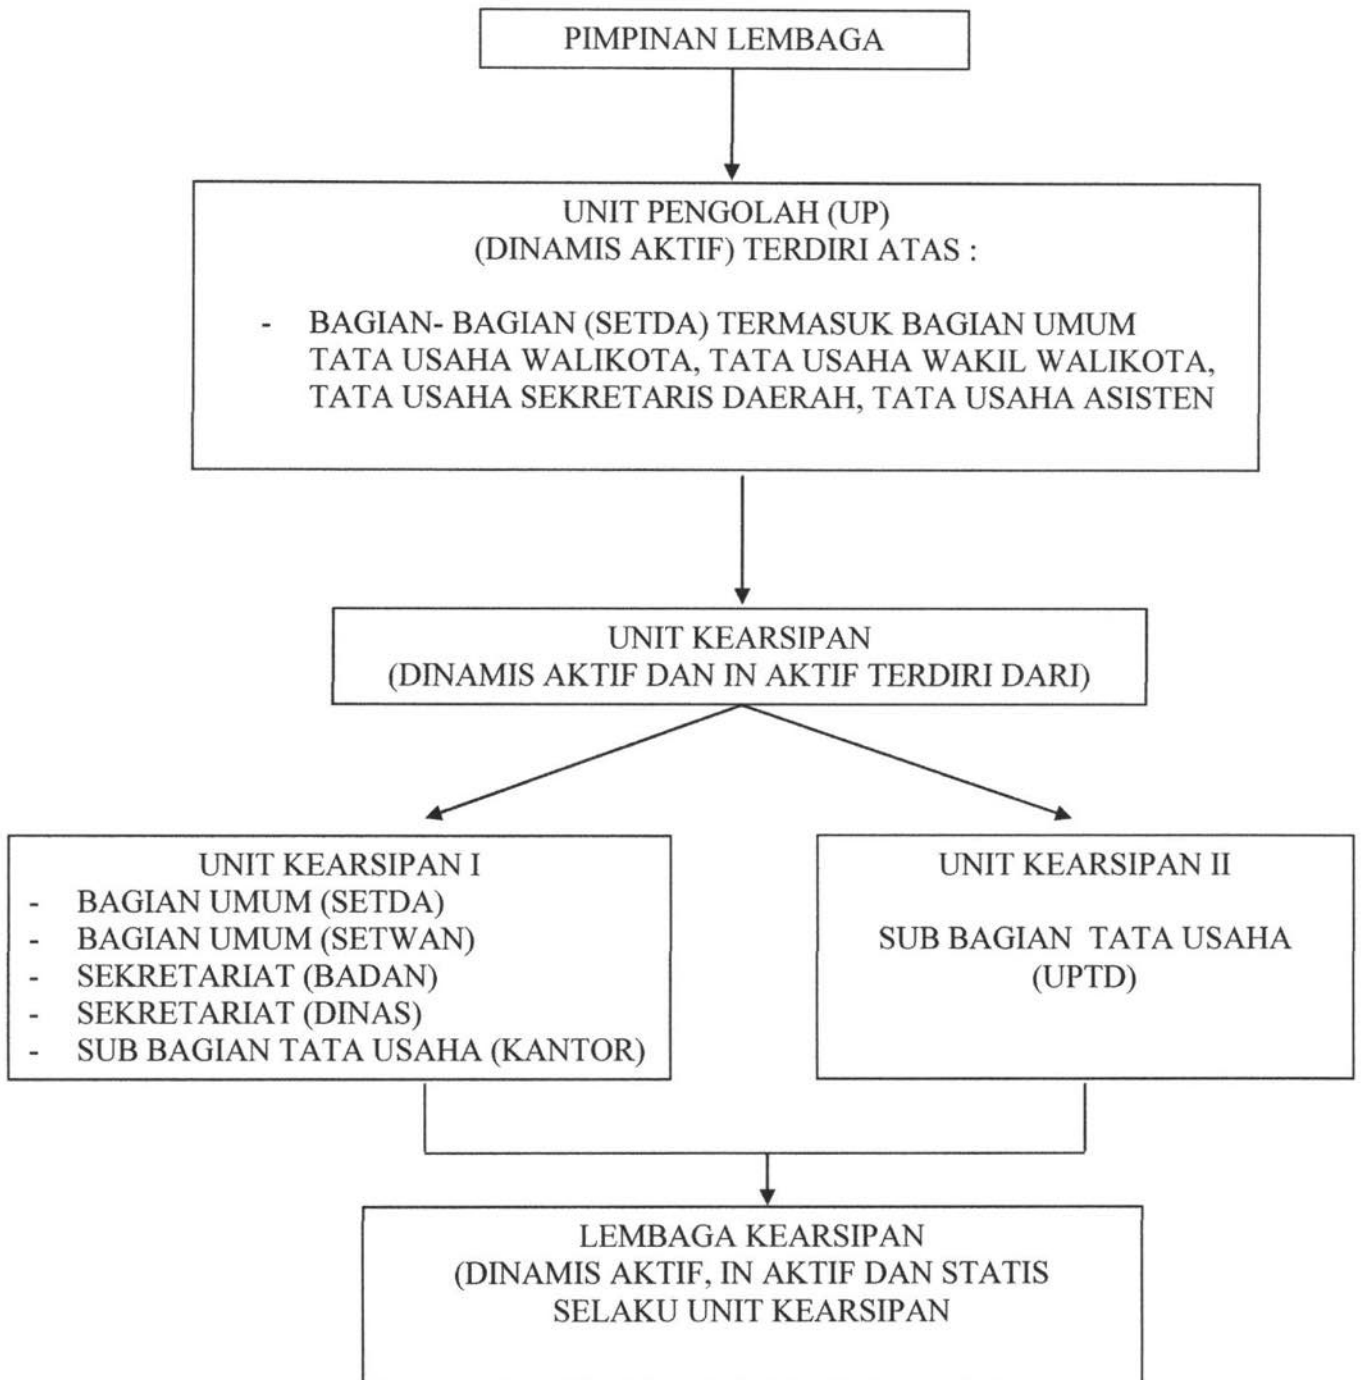 PIMPINAN LEMBAGA
UNIT PENGOLAH (UP)
(DINAMIS AKTIF) TERDIRI ATAS :
- BAGIAN- BAGIAN (SETDA) TERMASUK BAGIAN UMUM
TATA USAHA WALIKOTA, TATA USAHA WAKIL WALIKOTA,
TATA USAHA SEKRETARIS DAERAH, TATA USAHA ASISTEN
UNIT KEARSIPAN
(DINAMIS AKTIF DAN IN AKTIF TERDIRI DARI)
UNIT KEARSIPAN I
- BAGIAN UMUM (SETDA)
- BAGIAN UMUM (SETWAN)
- SEKRETARIAT (BADAN)
- SEKRETARIAT (DINAS)
- SUB BAGIAN TATA USAHA (KANTOR)
UNIT KEARSIPAN II
SUB BAGIAN TATA USAHA
(UPTD)
LEMBAGA KEARSIPAN
(DINAMIS AKTIF, IN AKTIF DAN STATIS
SELAKU UNIT KEARSIPAN